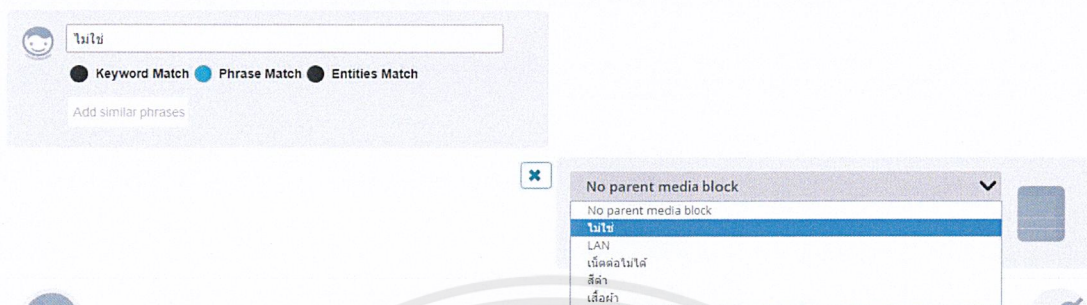 ไม่ใช่
Keyword Match Phrase Match Entities Match
Add similar phrases
No parent media block
No parent media block
ไม่ใช่
LAN
เน็ตต่อไม่ได้
สีดำ
เสื้อผ้า